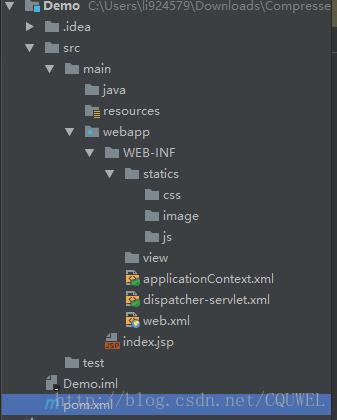 Demo C:\Users\li924579\Downloads\Compresse
.idea
src
main
java
resources
webapp
WEB-INF
statics
css
image
js
view
applicationContext.xml
dispatcher-servlet.xml
web.xml
JSP index.jsp
test
Demo.iml
m pom.xml
http://blog.csdn.net/CQUWEL